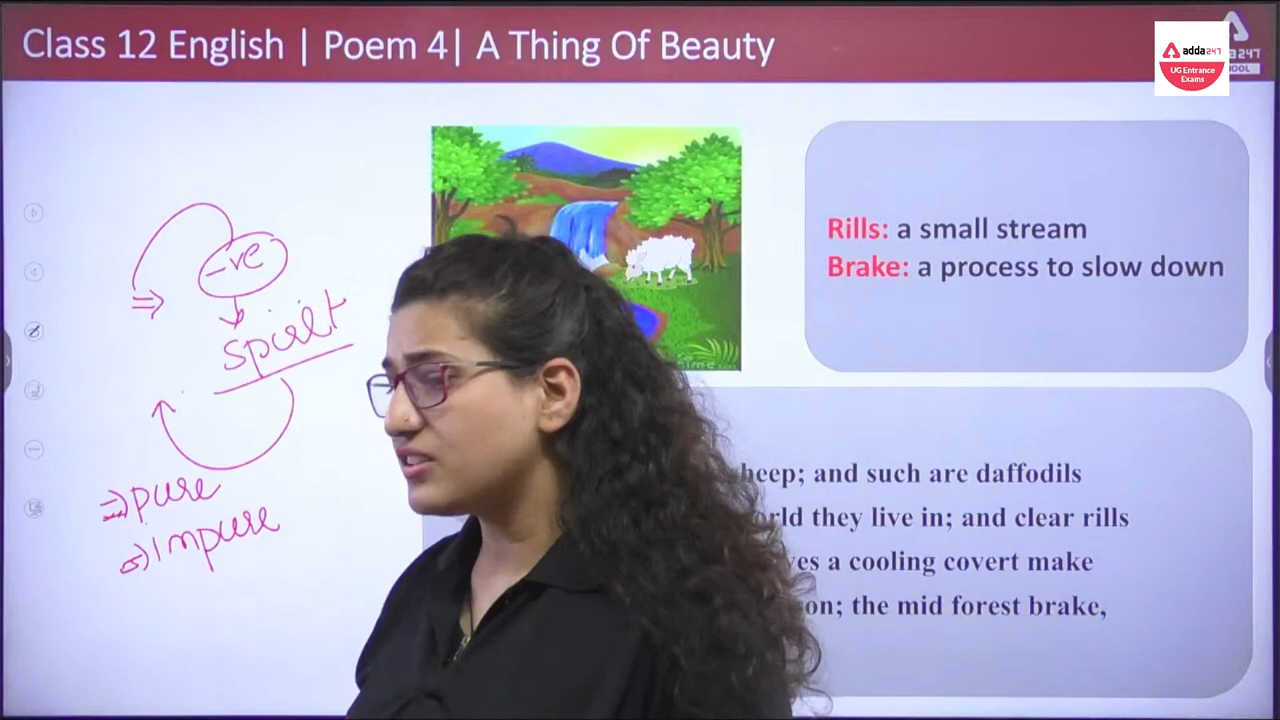 Class 12 English | Poem 4| A Thing Of Beauty
adda247
UG Entrance
Exams
-ve
spirit
pure
impure
Rills: a small stream
Brake: a process to slow down
heep; and such are daffodils
rld they live in; and clear rills
ves a cooling covert make
on; the mid forest brake,